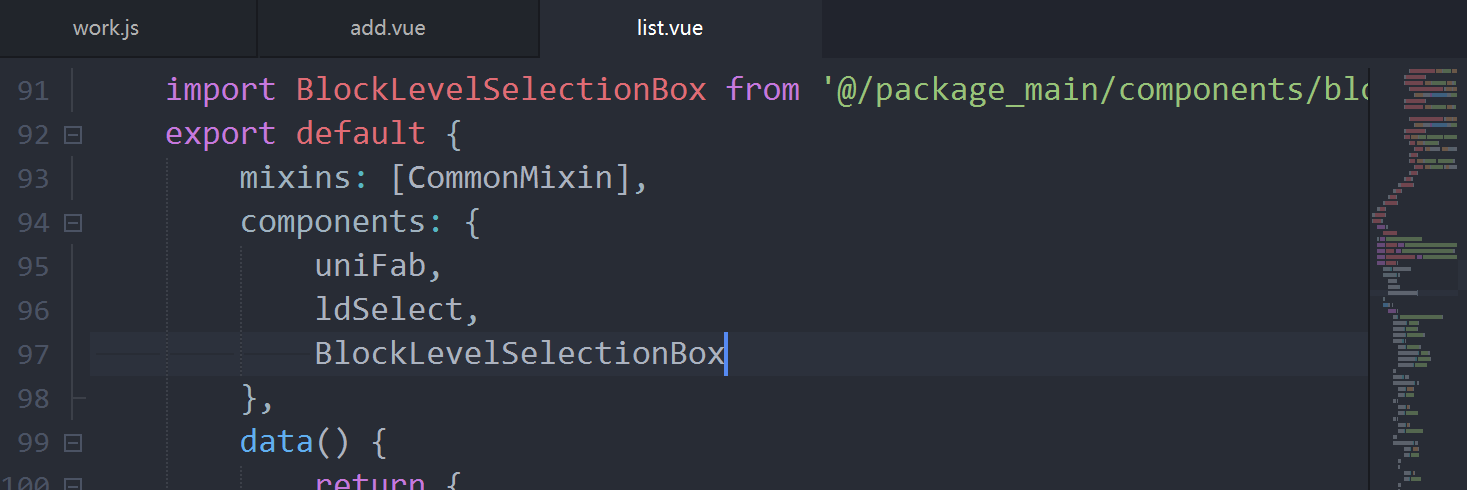 work.js add.vue list.vue
91 import BlockLevelSelectionBox from '@/package_main/components/blo
92 export default {
93 mixins: [CommonMixin],
94 components: {
95 uniFab,
96 ldSelect,
97 BlockLevelSelectionBox
98 },
99 data() {
100 return {